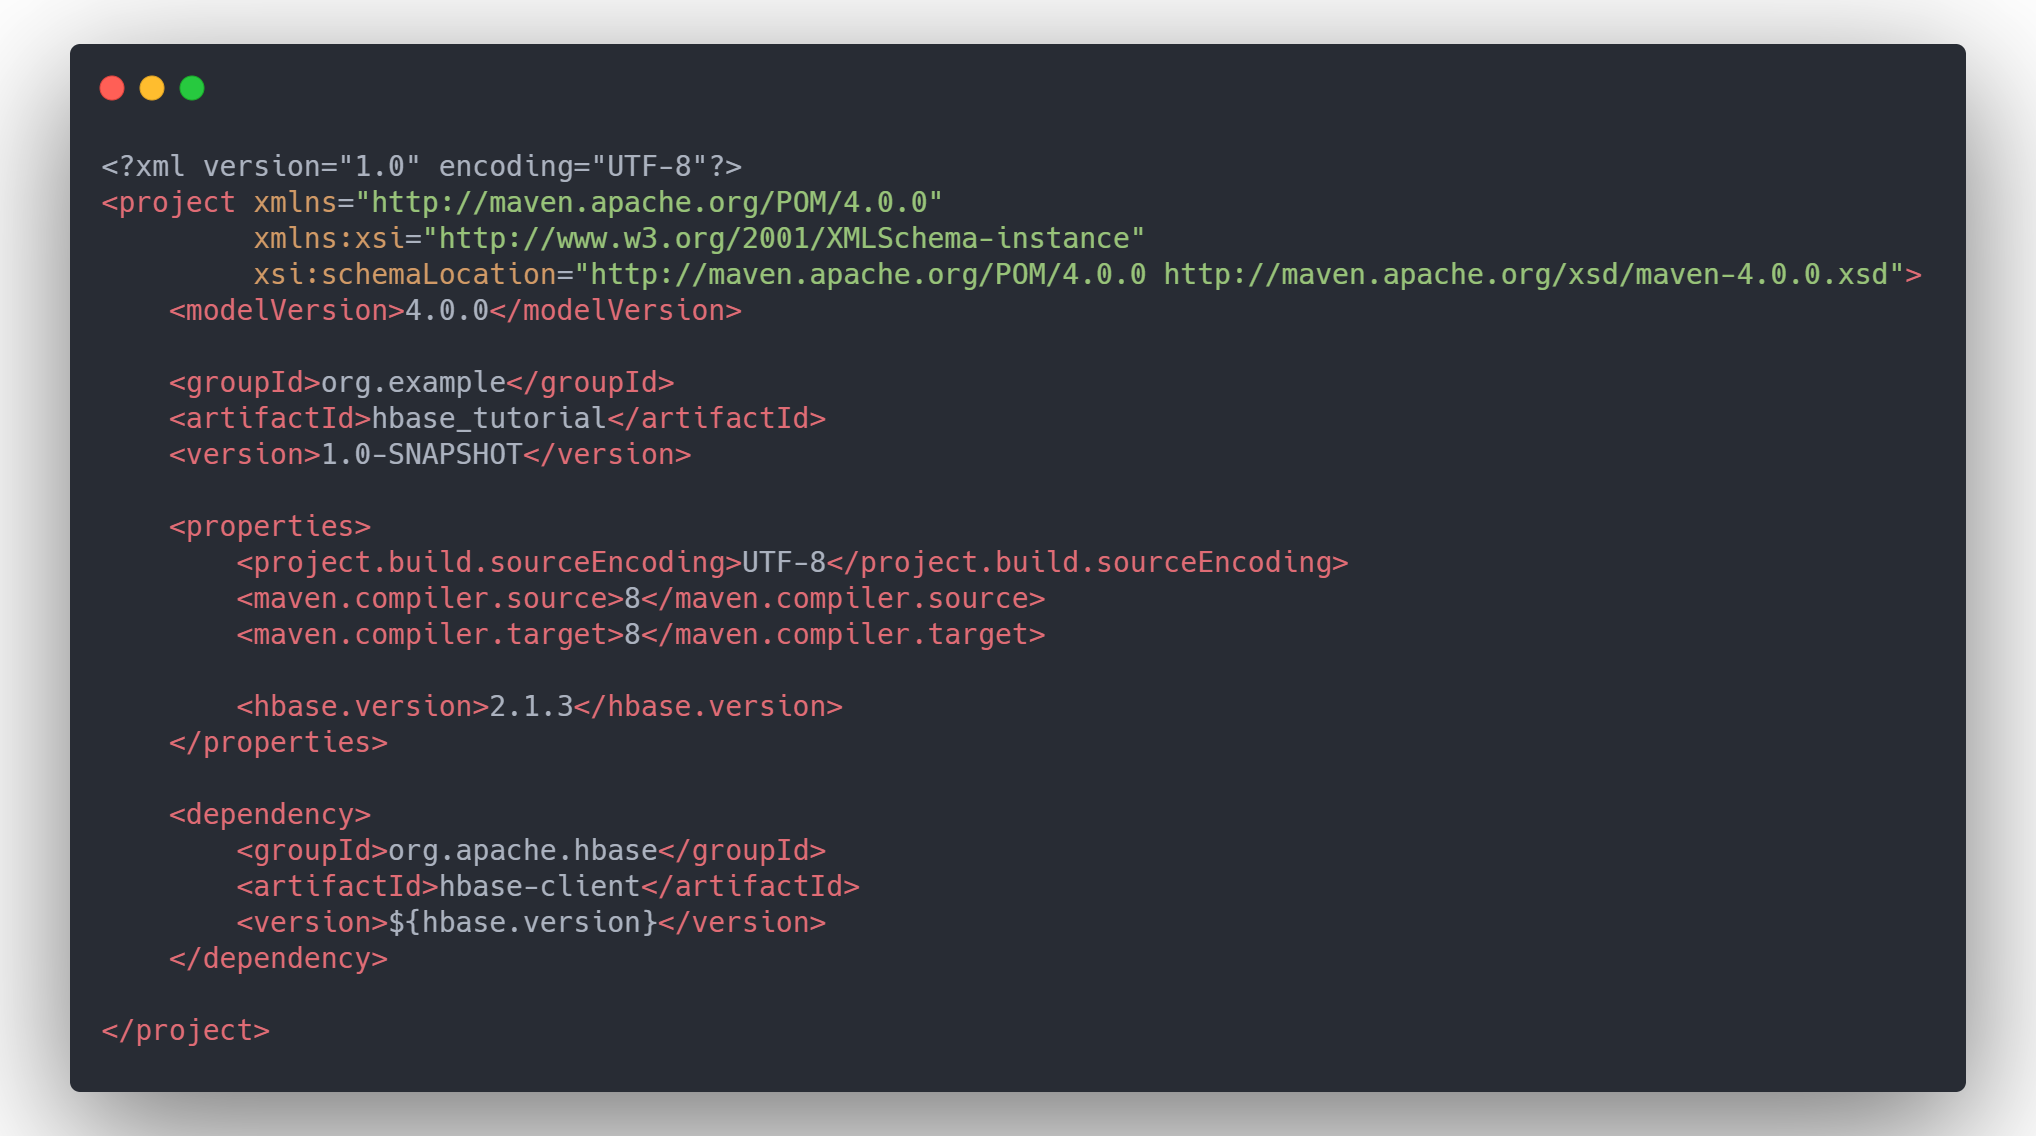 <?xml version="1.0" encoding="UTF-8"?>
<project xmlns="http://maven.apache.org/POM/4.0.0"
         xmlns:xsi="http://www.w3.org/2001/XMLSchema-instance"
         xsi:schemaLocation="http://maven.apache.org/POM/4.0.0 http://maven.apache.org/xsd/maven-4.0.0.xsd">
    <modelVersion>4.0.0</modelVersion>

    <groupId>org.example</groupId>
    <artifactId>hbase_tutorial</artifactId>
    <version>1.0-SNAPSHOT</version>

    <properties>
        <project.build.sourceEncoding>UTF-8</project.build.sourceEncoding>
        <maven.compiler.source>8</maven.compiler.source>
        <maven.compiler.target>8</maven.compiler.target>

        <hbase.version>2.1.3</hbase.version>
    </properties>

    <dependency>
        <groupId>org.apache.hbase</groupId>
        <artifactId>hbase-client</artifactId>
        <version>${hbase.version}</version>
    </dependency>

</project>